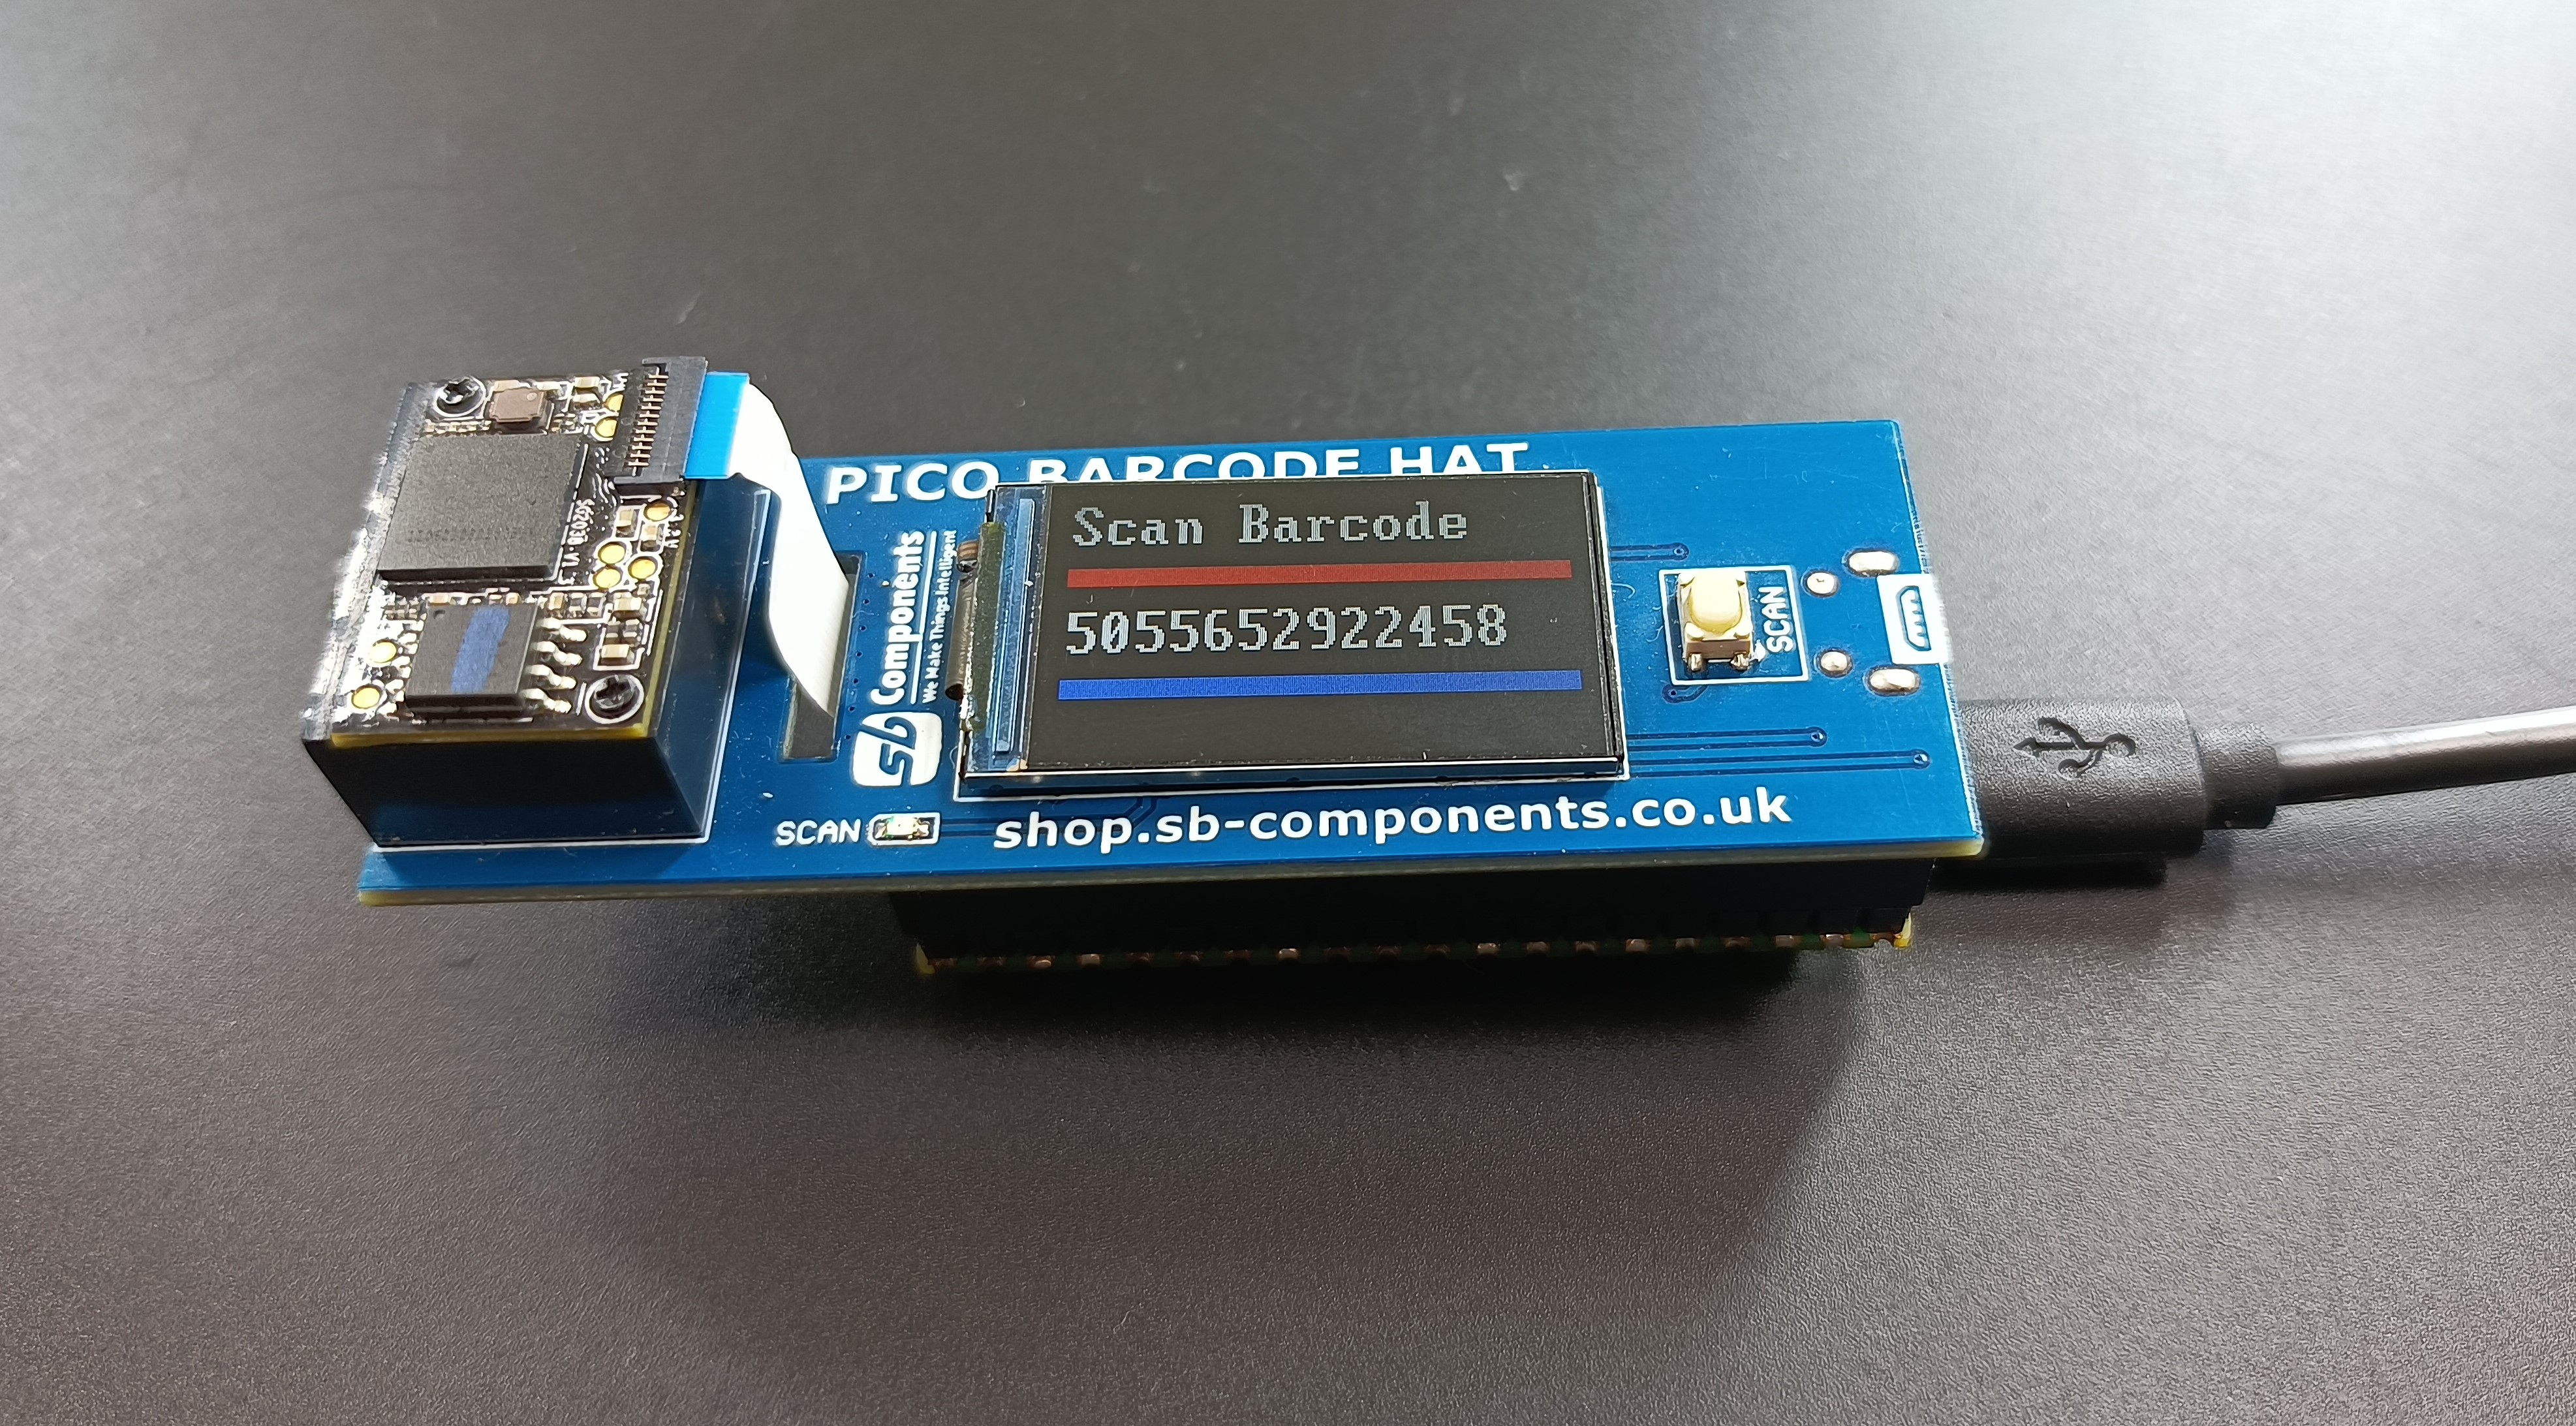 PICO BARCODE HAT
Scan Barcode
5055652922458
sb Components
We Make Things Intelligent
SCAN
SCAN
shop.sb-components.co.uk